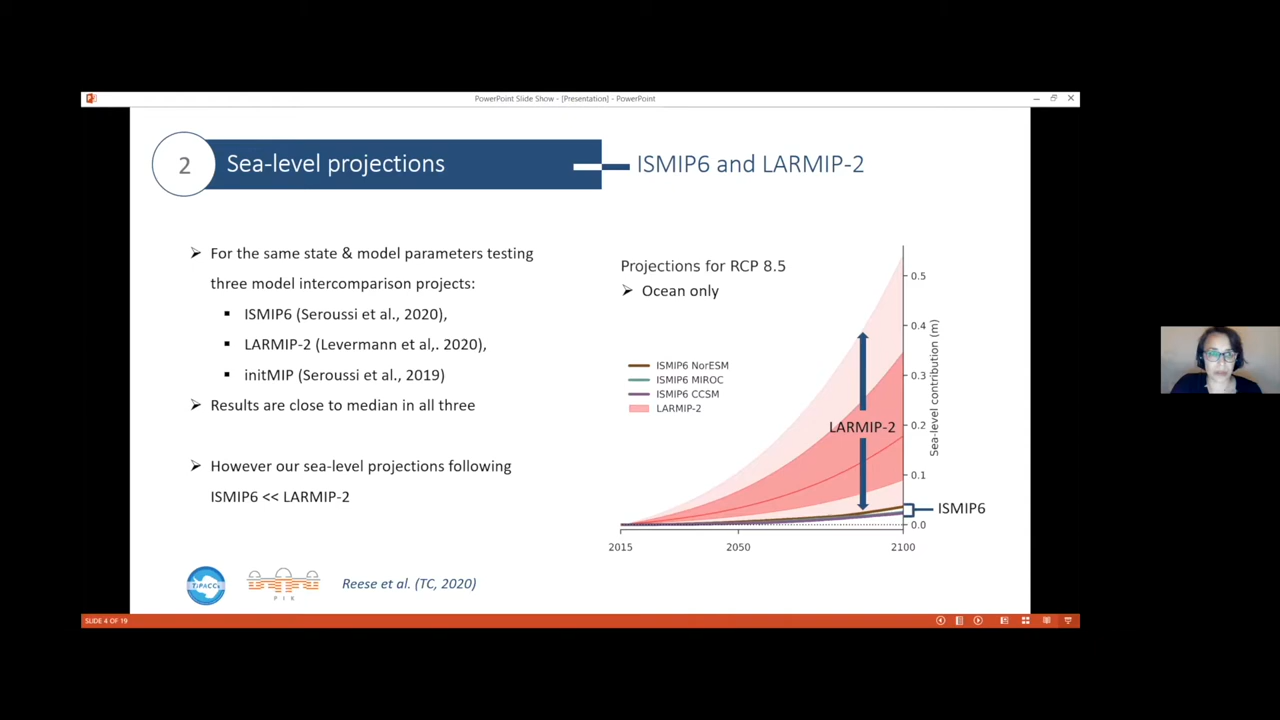 PowerPoint Slide Show - [Presentation] - PowerPoint
2
Sea-level projections
ISMIP6 and LARMIP-2
➢ For the same state & model parameters testing
three model intercomparison projects:
▪ ISMIP6 (Seroussi et al., 2020),
▪ LARMIP-2 (Levermann et al,. 2020),
▪ initMIP (Seroussi et al., 2019)
➢ Results are close to median in all three
➢ However our sea-level projections following
ISMIP6 << LARMIP-2
Projections for RCP 8.5
➢ Ocean only
ISMIP6 NorESM
ISMIP6 MIROC
ISMIP6 CCSM
LARMIP-2
LARMIP-2
ISMIP6
0.5
0.4
0.3
0.2
0.1
0.0
Sea-level contribution (m)
2015
2050
2100
TiPACCs
PIK
Reese et al. (TC, 2020)
SLIDE 4 OF 19